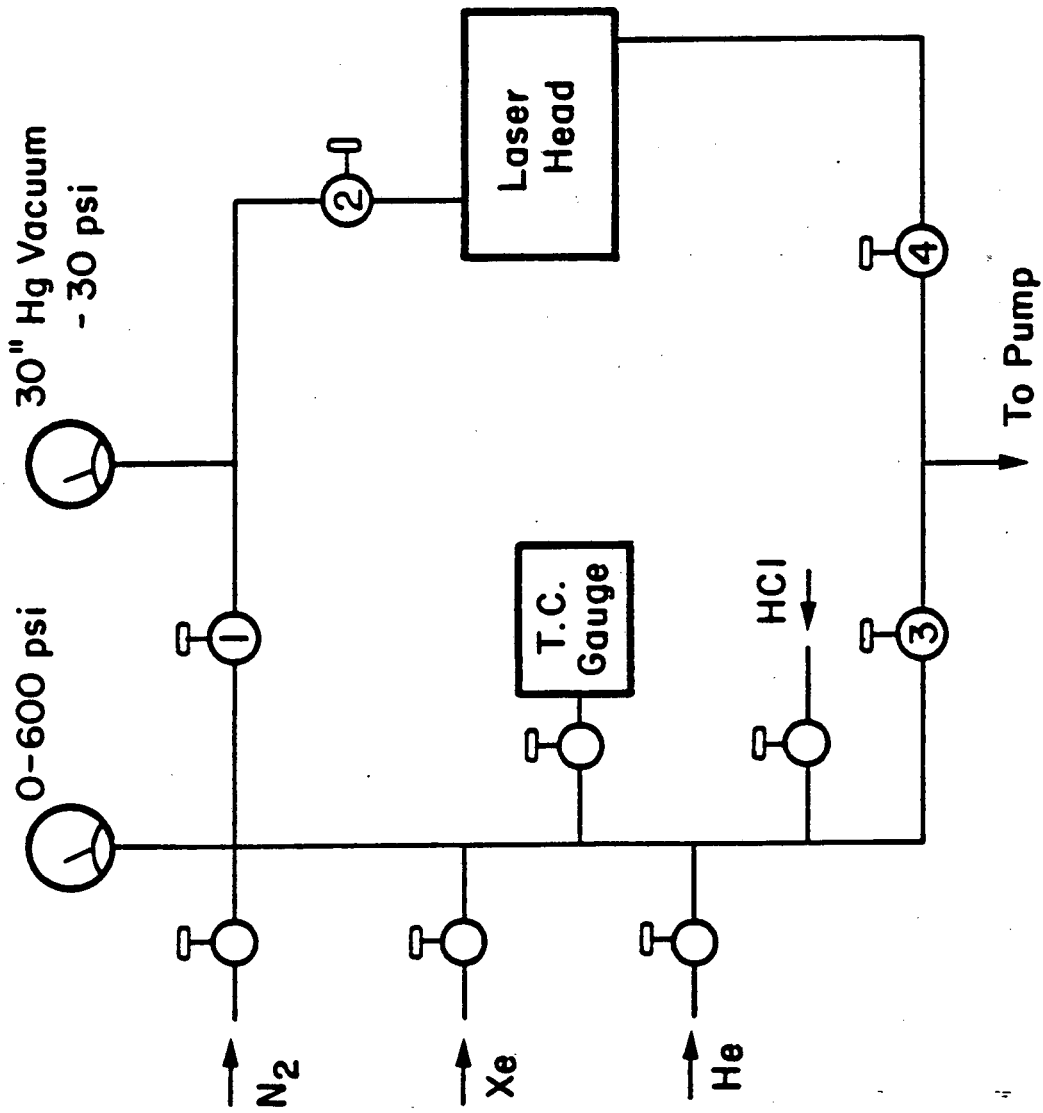 0-600 psi
30" Hg Vacuum
- 30 psi
N2
1
2
Xe
T.C.
Gauge
Laser
Head
He
HCl
3
4
To Pump